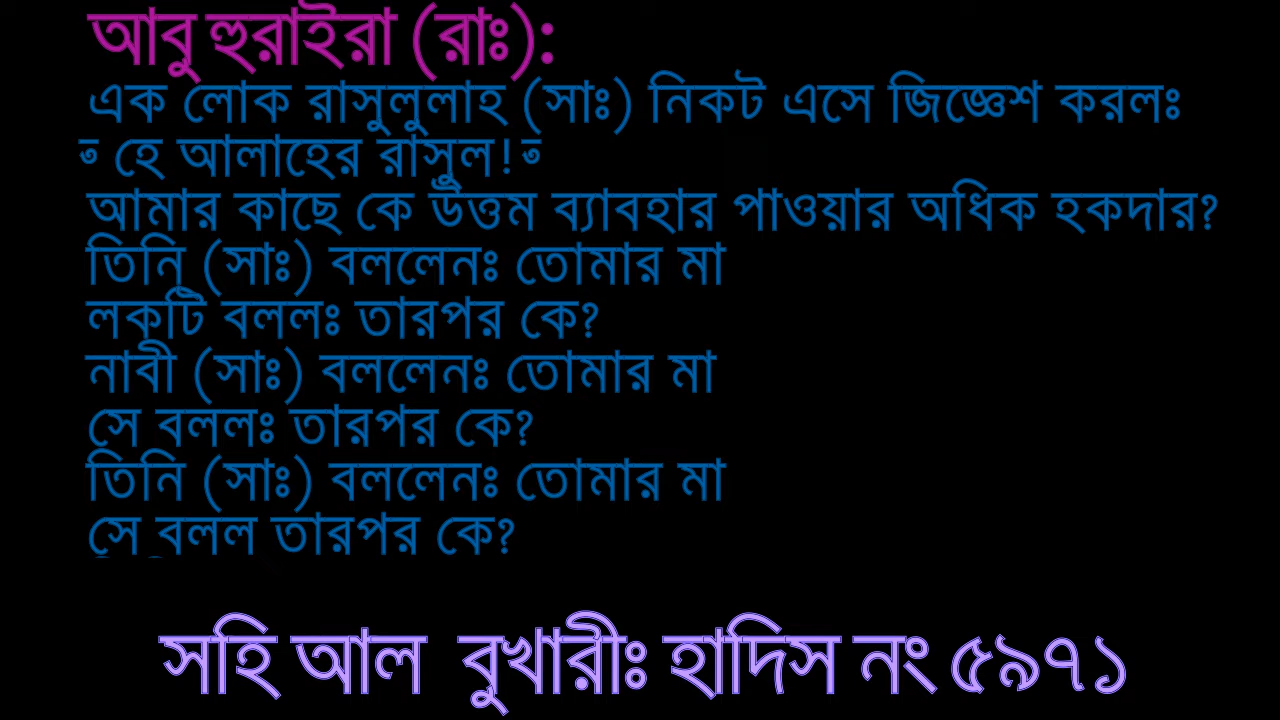 আবু হুরাইরা (রাঃ):
এক লোক রাসুলুলাহ (সাঃ) নিকট এসে জিজ্ঞেশ করলঃ
হে আলাহের রাসুল!
আমার কাছে কে উত্তম ব্যাবহার পাওয়ার অধিক হকদার?
তিনি (সাঃ) বললেনঃ তোমার মা
লকটি বললঃ তারপর কে?
নাবী (সাঃ) বললেনঃ তোমার মা
সে বললঃ তারপর কে?
তিনি (সাঃ) বললেনঃ তোমার মা
সে বলল তারপর কে?
সহি আল বুখারীঃ হাদিস নং ৫৯৭১